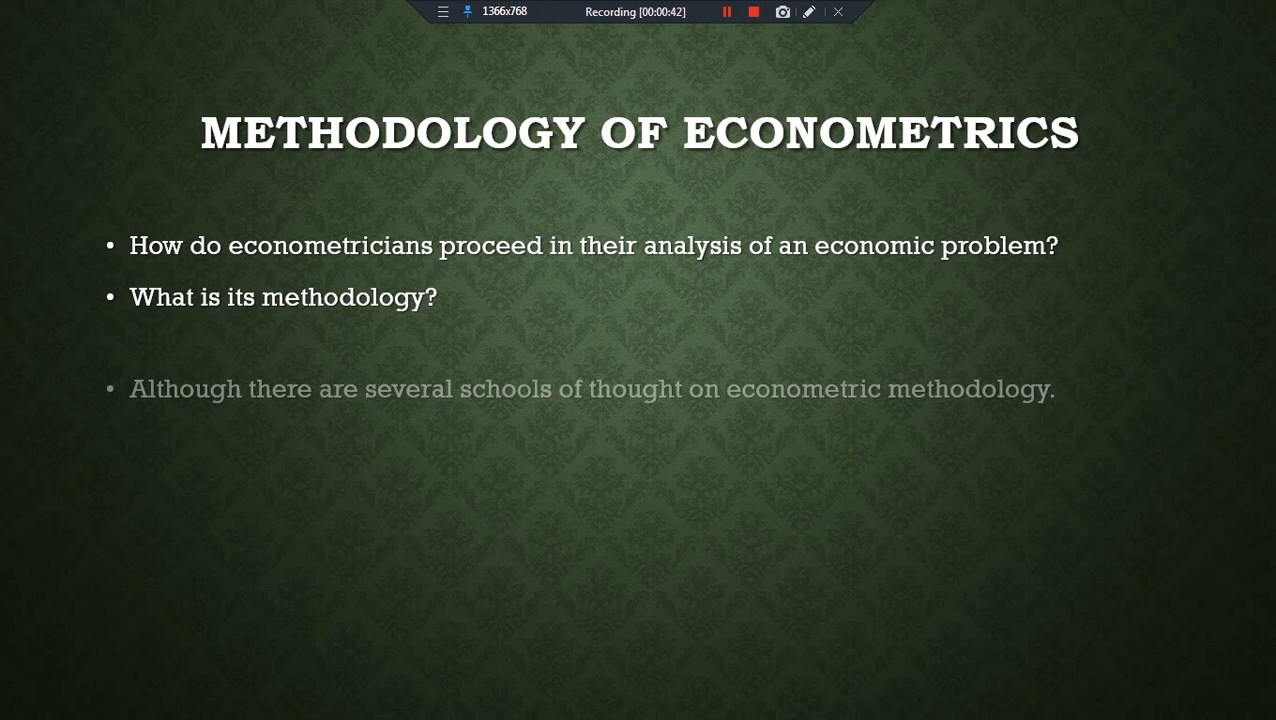 1366x768 Recording [00:00:42]
METHODOLOGY OF ECONOMETRICS
• How do econometricians proceed in their analysis of an economic problem?
• What is its methodology?
• Although there are several schools of thought on econometric methodology.